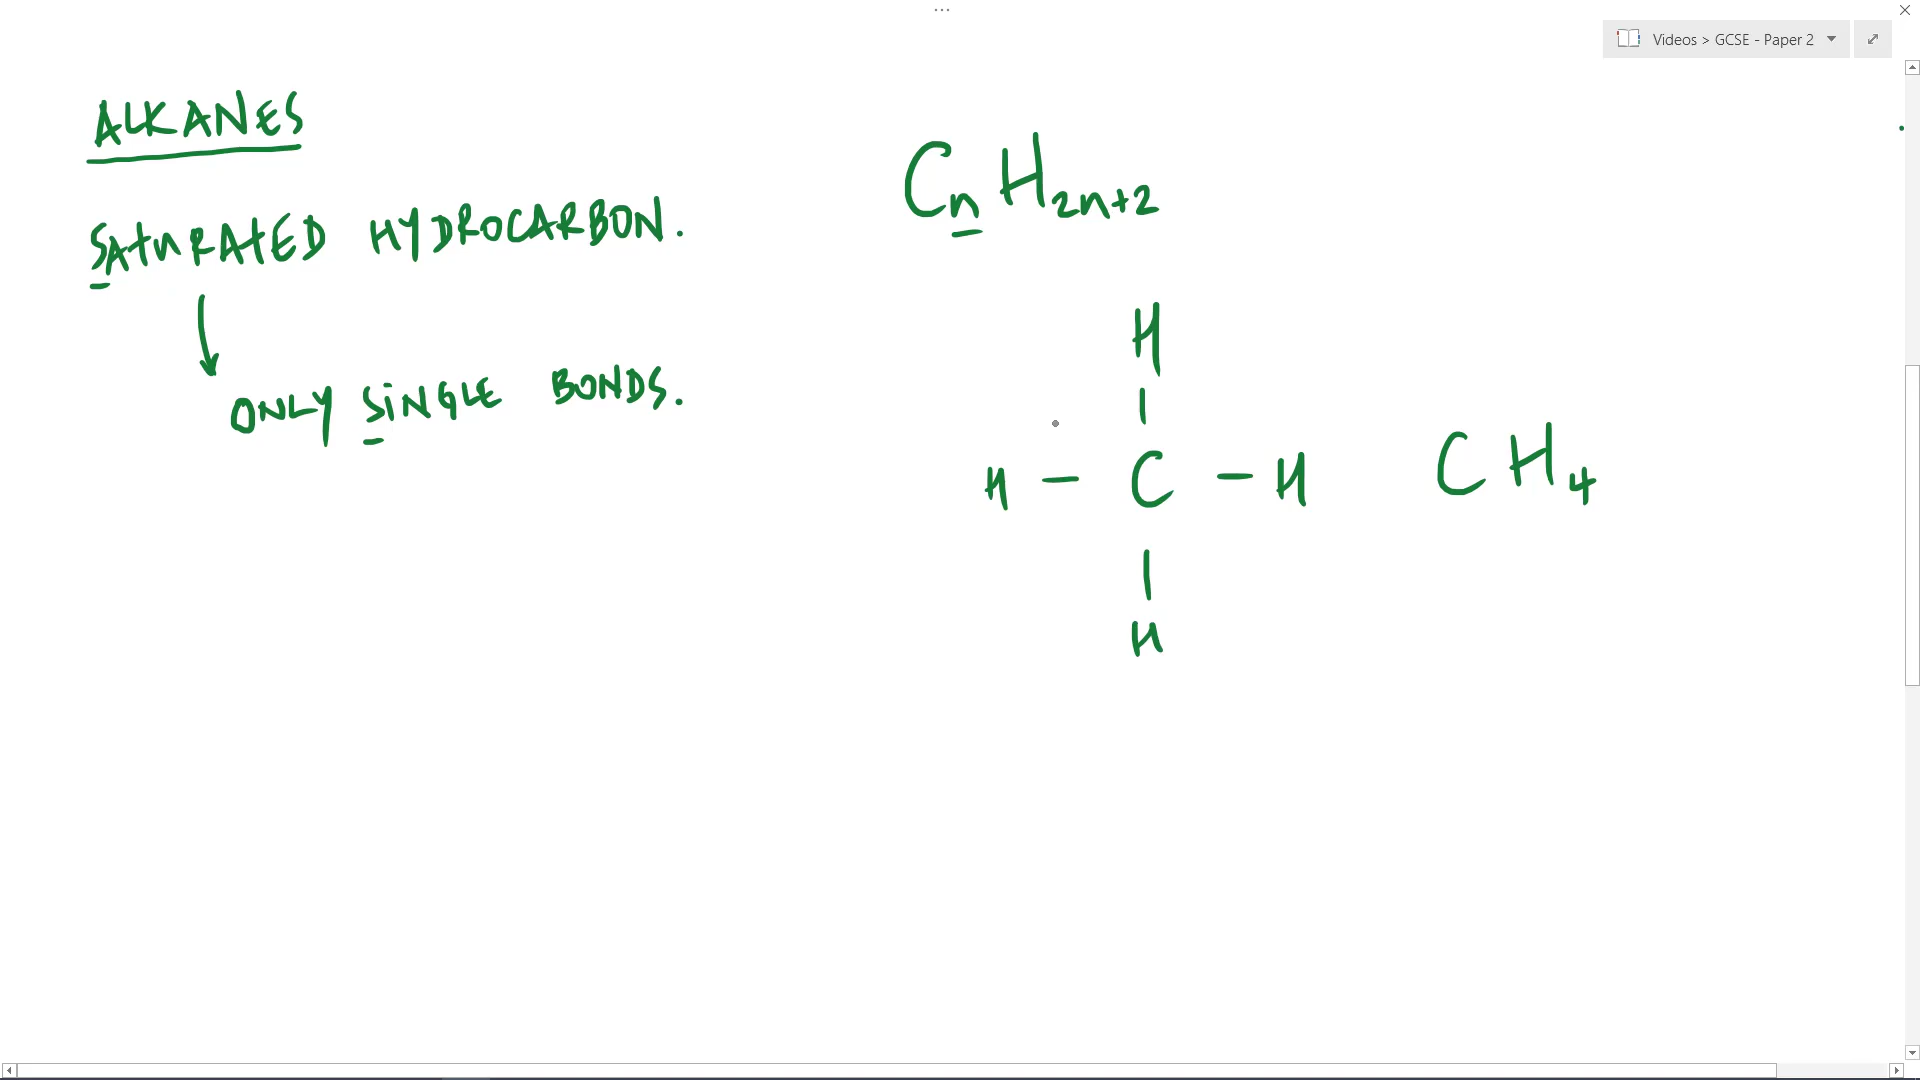 Videos > GCSE - Paper 2
ALKANES
SATURATED HYDROCARBON.
ONLY SiNGLE BONDS.
CnH2n+2
H
|
H - C - H
|
H
CH4